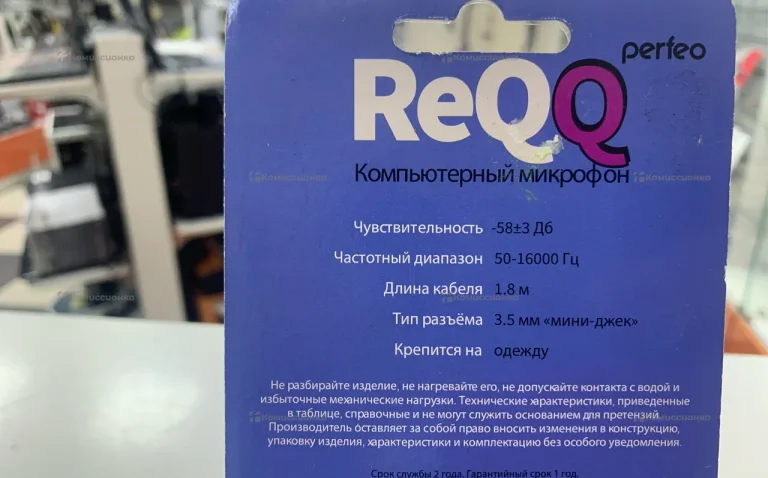 perfeo
ReQQ
Компьютерный микрофон
Чувствительность -58±3 Дб
Частотный диапазон 50-16000 Гц
Длина кабеля 1.8 м
Тип разъёма 3.5 мм «мини-джек»
Крепится на одежду
Не разбирайте изделие, не нагревайте его, не допускайте контакта с водой и
избыточные механические нагрузки. Технические характеристики, приведенные
в таблице, справочные и не могут служить основанием для претензий.
Производитель оставляет за собой право вносить изменения в конструкцию,
упаковку изделия, характеристики и комплектацию без особого уведомления.
Срок службы 2 года. Гарантийный срок 1 год.
Комиссионко